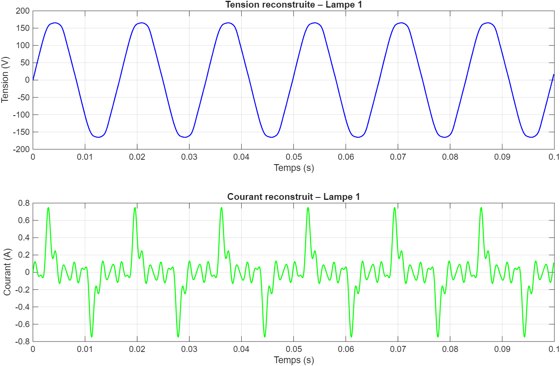 Tension reconstruite – Lampe 1
200
150
100
50
0
-50
-100
-150
-200
Tension (V)
0 0.01 0.02 0.03 0.04 0.05 0.06 0.07 0.08 0.09 0.1
Temps (s)
Courant reconstruit – Lampe 1
0.8
0.6
0.4
0.2
0
-0.2
-0.4
-0.6
-0.8
Courant (A)
0 0.01 0.02 0.03 0.04 0.05 0.06 0.07 0.08 0.09 0.1
Temps (s)